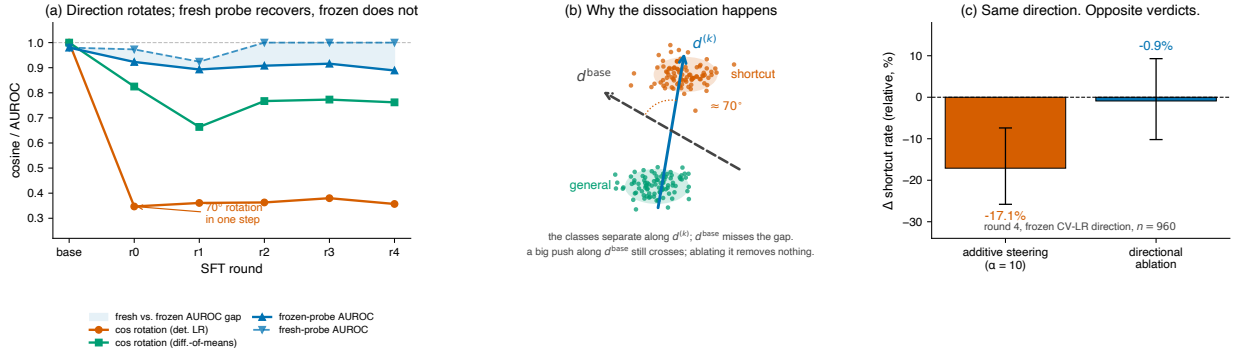 (a) Direction rotates; fresh probe recovers, frozen does not
cosine / AUROC
1.0
0.9
0.8
0.7
0.6
0.5
0.4
0.3
70° rotation
in one step
base
r0
r1
r2
r3
r4
SFT round
fresh vs. frozen AUROC gap
cos rotation (det. LR)
cos rotation (diff.-of-means)
frozen-probe AUROC
fresh-probe AUROC
(b) Why the dissociation happens
d^(k)
d^base
shortcut
≈ 70°
general
the classes separate along d^(k); d^base misses the gap.
a big push along d^base still crosses; ablating it removes nothing.
(c) Same direction. Opposite verdicts.
Δ shortcut rate (relative, %)
10
0
−10
−20
−30
-0.9%
-17.1%
round 4, frozen CV-LR direction, n = 960
additive steering
(α = 10)
directional
ablation